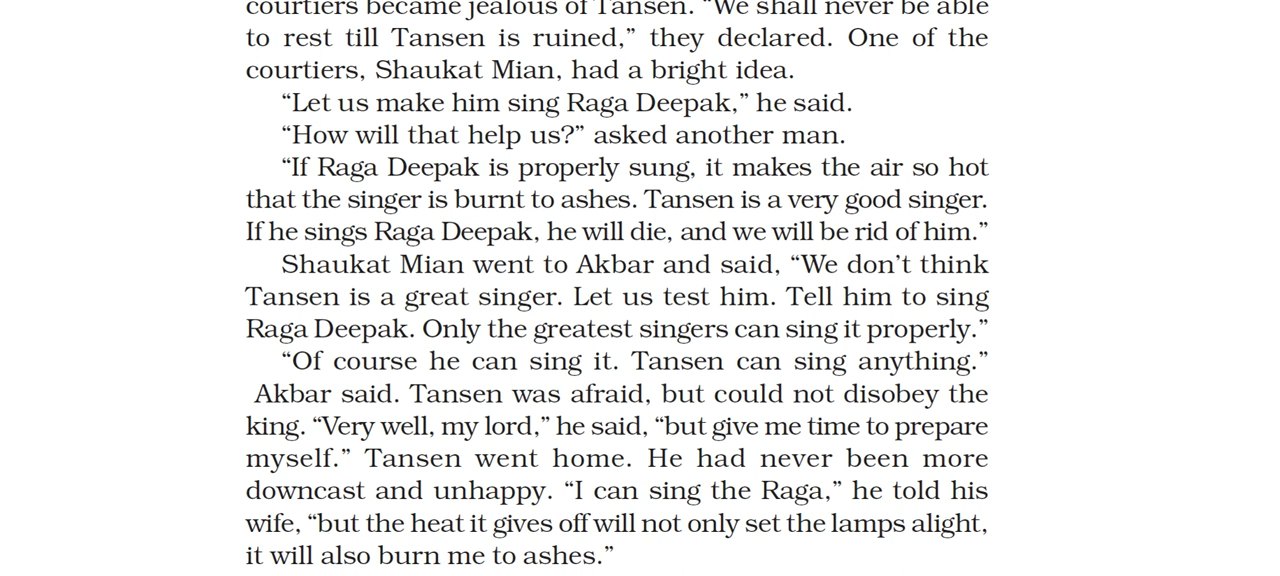 courtiers became jealous of Tansen. “We shall never be able
to rest till Tansen is ruined,” they declared. One of the
courtiers, Shaukat Mian, had a bright idea.
“Let us make him sing Raga Deepak,” he said.
“How will that help us?” asked another man.
“If Raga Deepak is properly sung, it makes the air so hot
that the singer is burnt to ashes. Tansen is a very good singer.
If he sings Raga Deepak, he will die, and we will be rid of him.”
Shaukat Mian went to Akbar and said, “We don’t think
Tansen is a great singer. Let us test him. Tell him to sing
Raga Deepak. Only the greatest singers can sing it properly.”
“Of course he can sing it. Tansen can sing anything.”
Akbar said. Tansen was afraid, but could not disobey the
king. “Very well, my lord,” he said, “but give me time to prepare
myself.” Tansen went home. He had never been more
downcast and unhappy. “I can sing the Raga,” he told his
wife, “but the heat it gives off will not only set the lamps alight,
it will also burn me to ashes.”